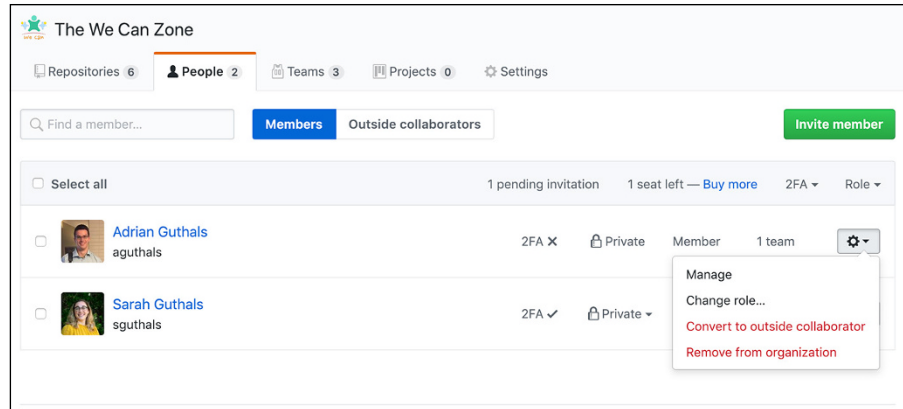 We Can
The We Can Zone
Repositories 6 People 2 Teams 3 Projects 0 Settings
Find a member... Members Outside collaborators Invite member
Select all 1 pending invitation 1 seat left — Buy more 2FA Role
Adrian Guthals
aguthals
2FA Private Member 1 team
Manage
Change role...
Convert to outside collaborator
Remove from organization
Sarah Guthals
sguthals
2FA Private